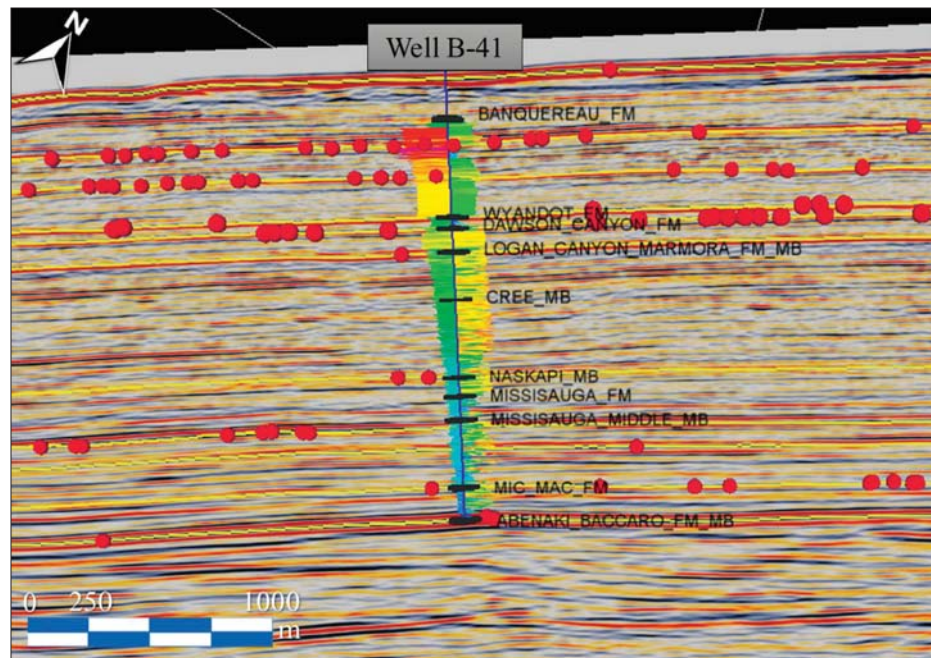 N
Well B-41
BANQUEREAU_FM
WYANDOT_FM
DAWSON_CANYON_FM
LOGAN_CANYON_MARMORA_FM_MB
CREE_MB
NASKAPI_MB
MISSISAUGA_FM
MISSISAUGA_MIDDLE_MB
MIC_MAC_FM
ABENAKI_BACCARO_FM_MB
0 250 1000
m